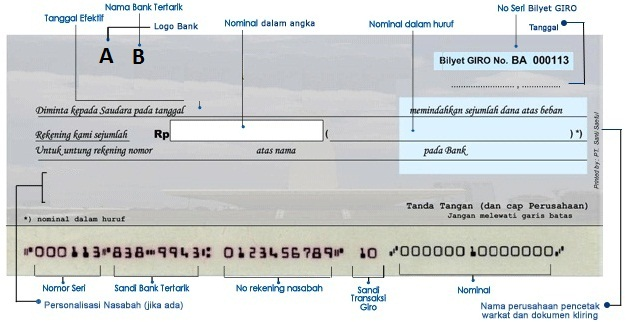 Nama Bank Tertarik
Tanggal Efektif
Logo Bank
Nominal dalam angka
Nominal dalam huruf
No Seri Bilyet GIRO
Tanggal
A B
Bilyet GIRO No. BA 000113
.................... , ............
Diminta kepada Saudara pada tanggal memindahkan sejumlah dana atas beban
Rekening kami sejumlah Rp ( ) *)
Untuk untung rekening nomor atas nama pada Bank
Printed by: PT. Sanli Saeful
Tanda Tangan (dan cap Perusahaan)
*) nominal dalam huruf
Jangan melewati garis batas
⑈000113⑈838⑉9943⑆ 0123456789⑈ 10 ⑇00000010000000⑇
Nomor Seri
Sandi Bank Tertarik
No rekening nasabah
Sandi
Transaksi
Giro
Nominal
Personalisasi Nasabah (jika ada)
Nama perusahaan pencetak
warkat dan dokumen kliring